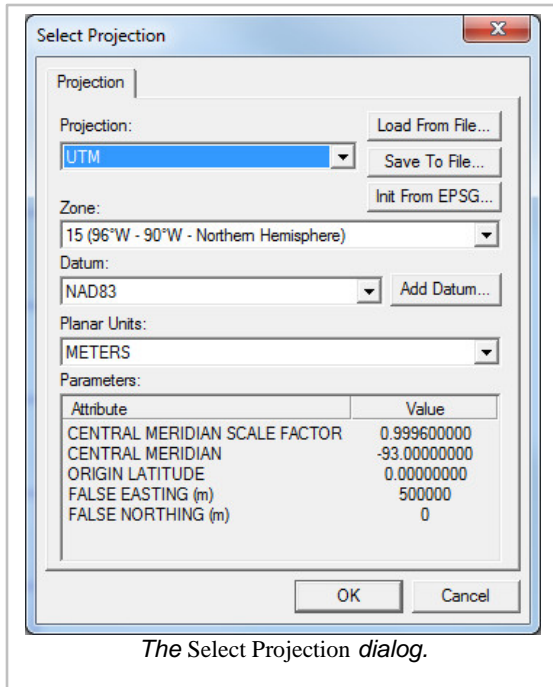 Select Projection
x
Projection
Projection:
Load From File...
UTM
Save To File...
Init From EPSG...
Zone:
15 (96°W - 90°W - Northern Hemisphere)
Datum:
NAD83
Add Datum...
Planar Units:
METERS
Parameters:
Attribute Value
CENTRAL MERIDIAN SCALE FACTOR 0.999600000
CENTRAL MERIDIAN -93.00000000
ORIGIN LATITUDE 0.00000000
FALSE EASTING (m) 500000
FALSE NORTHING (m) 0
OK Cancel
The Select Projection dialog.